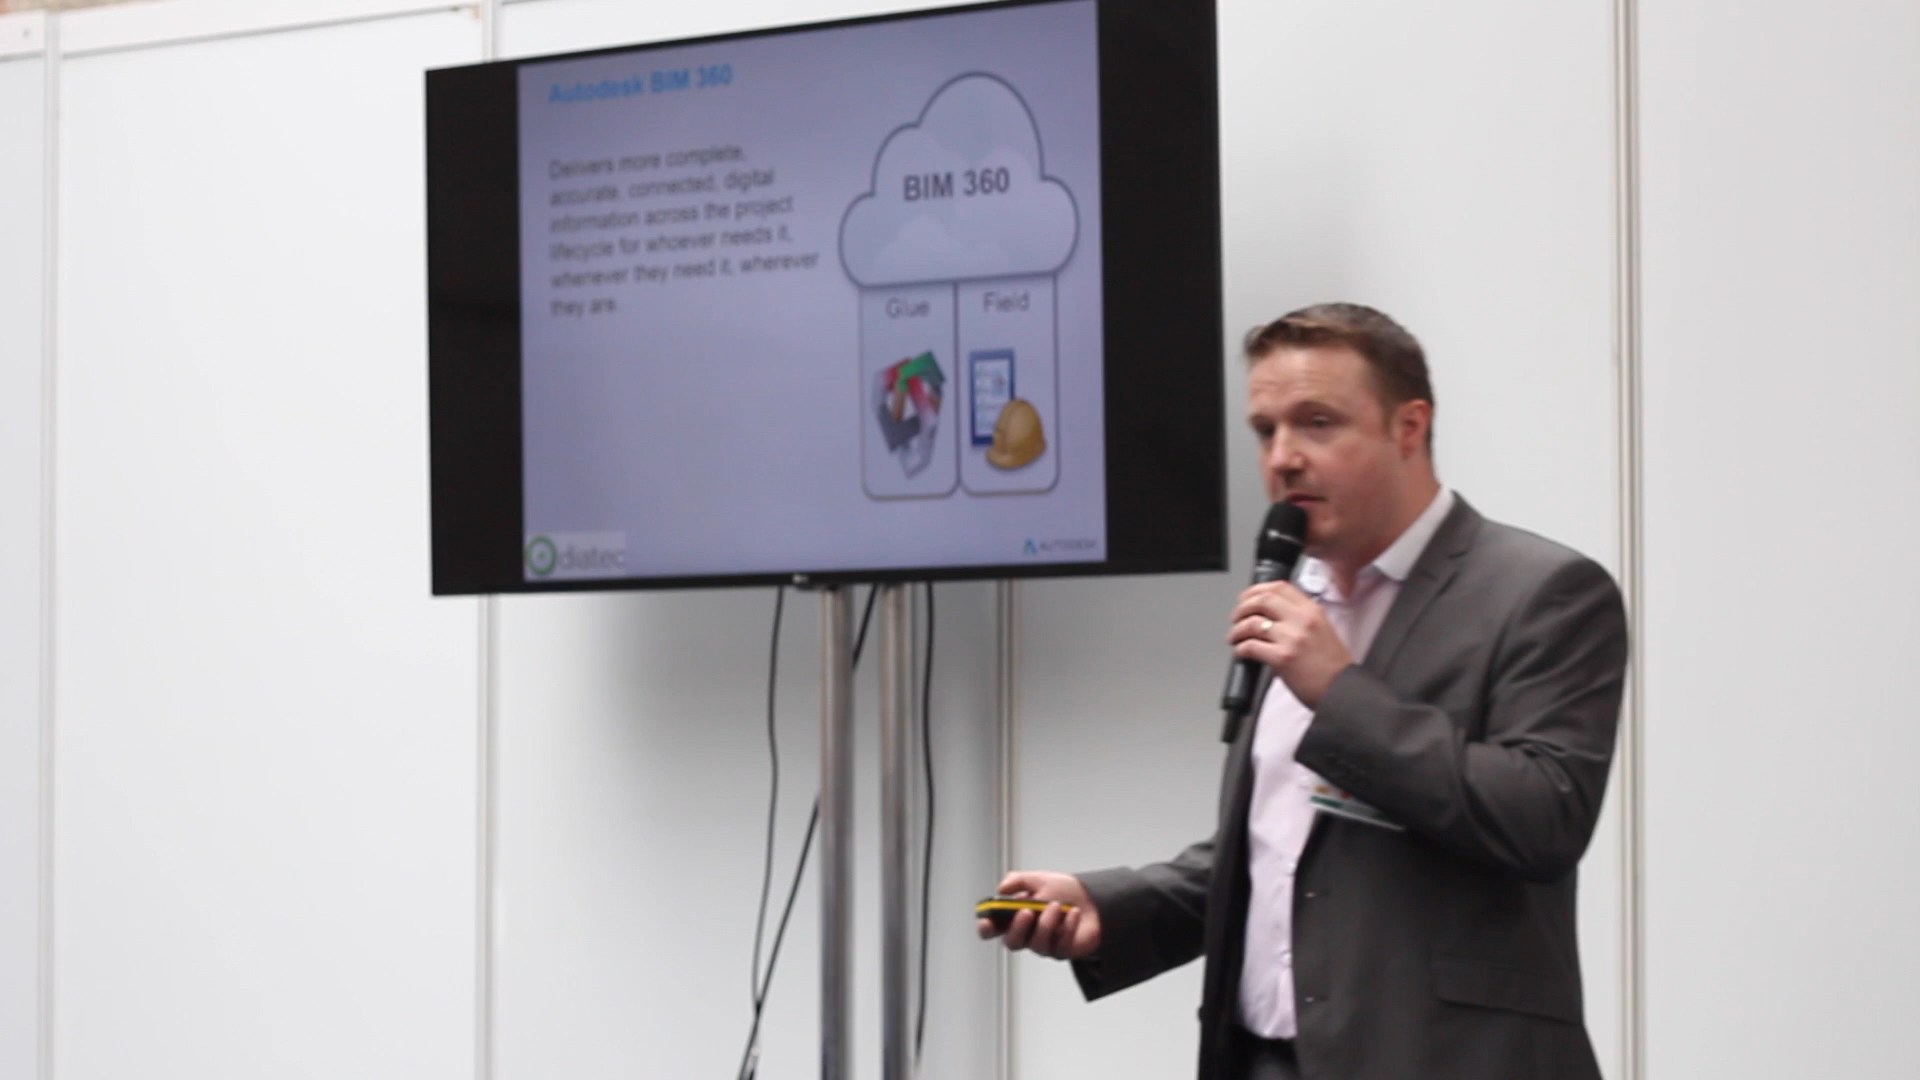 Autodesk BIM 360
Delivers more complete,
accurate, connected, digital
information across the project
lifecycle for whoever needs it,
whenever they need it, wherever
they are.
BIM 360
Glue
Field
diatec
AUTODESK